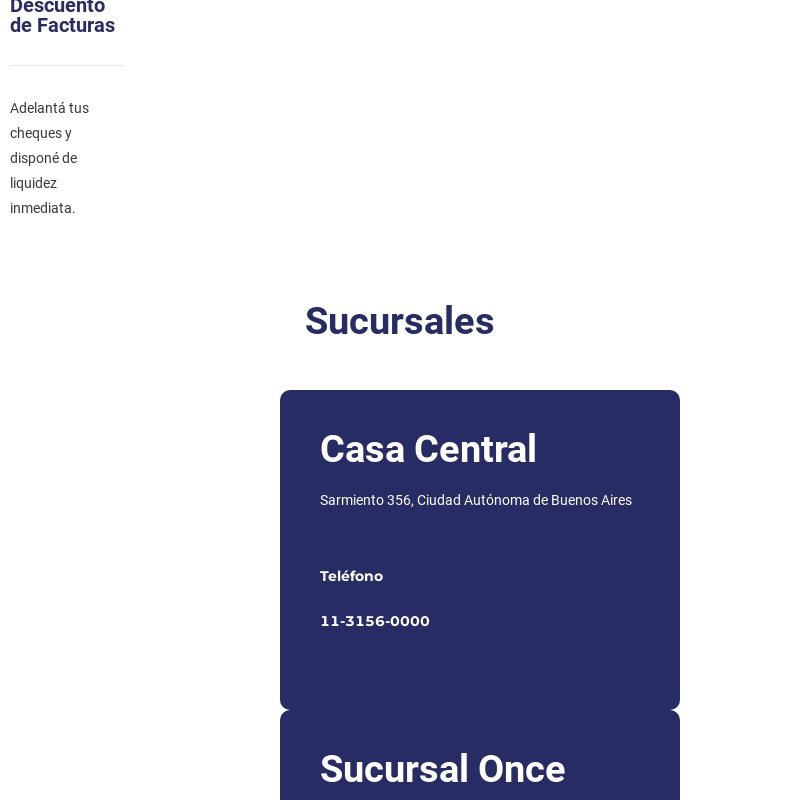 Descuento
de Facturas
Adelantá tus
cheques y
disponé de
liquidez
inmediata.
Sucursales
Casa Central
Sarmiento 356, Ciudad Autónoma de Buenos Aires
Teléfono
11-3156-0000
Sucursal Once